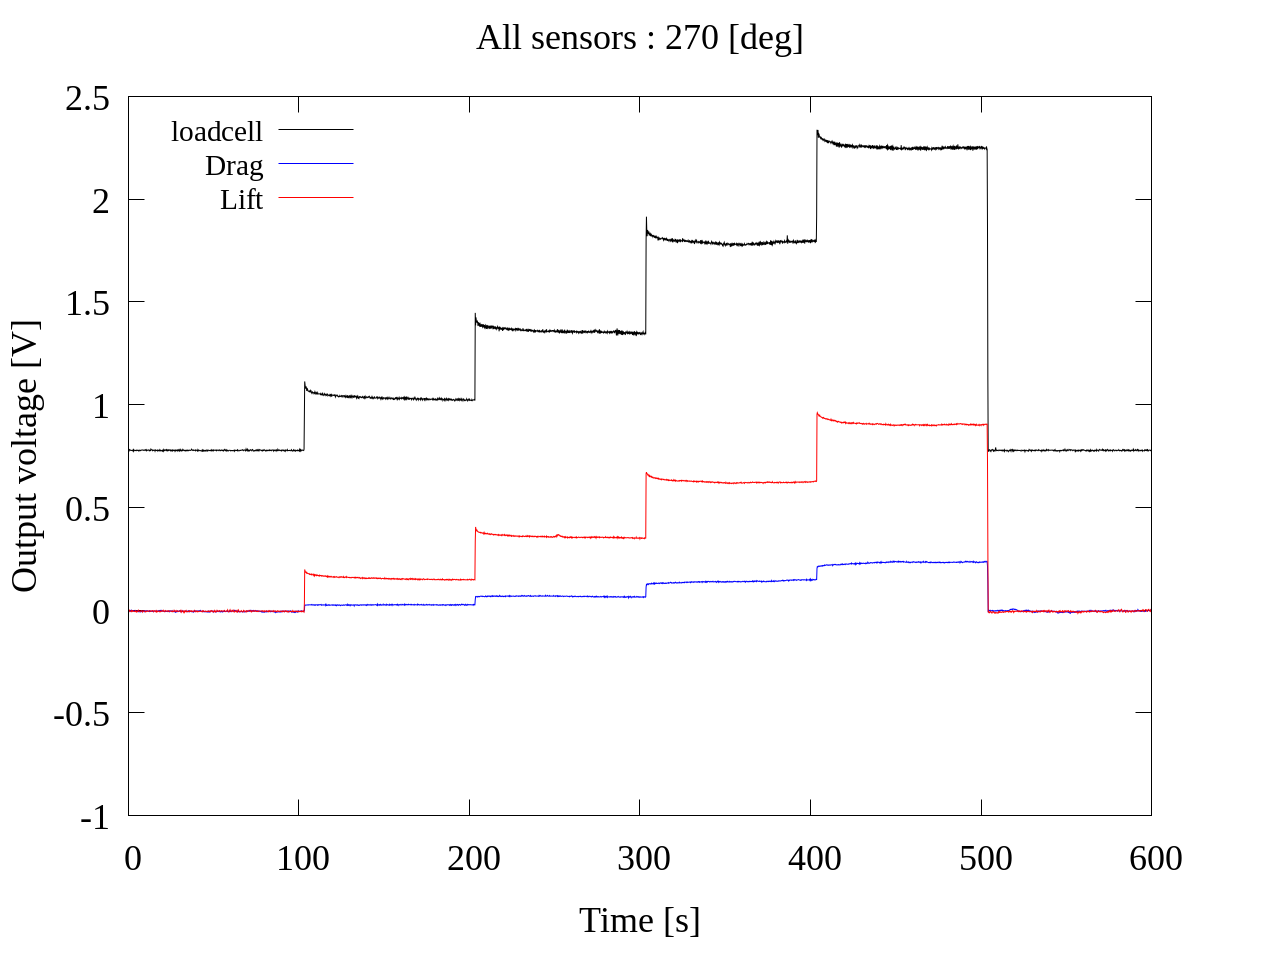 All sensors : 270 [deg]
2.5
2
1.5
1
0.5
0
-0.5
-1
loadcell
Drag
Lift
Output voltage [V]
0 100 200 300 400 500 600
Time [s]